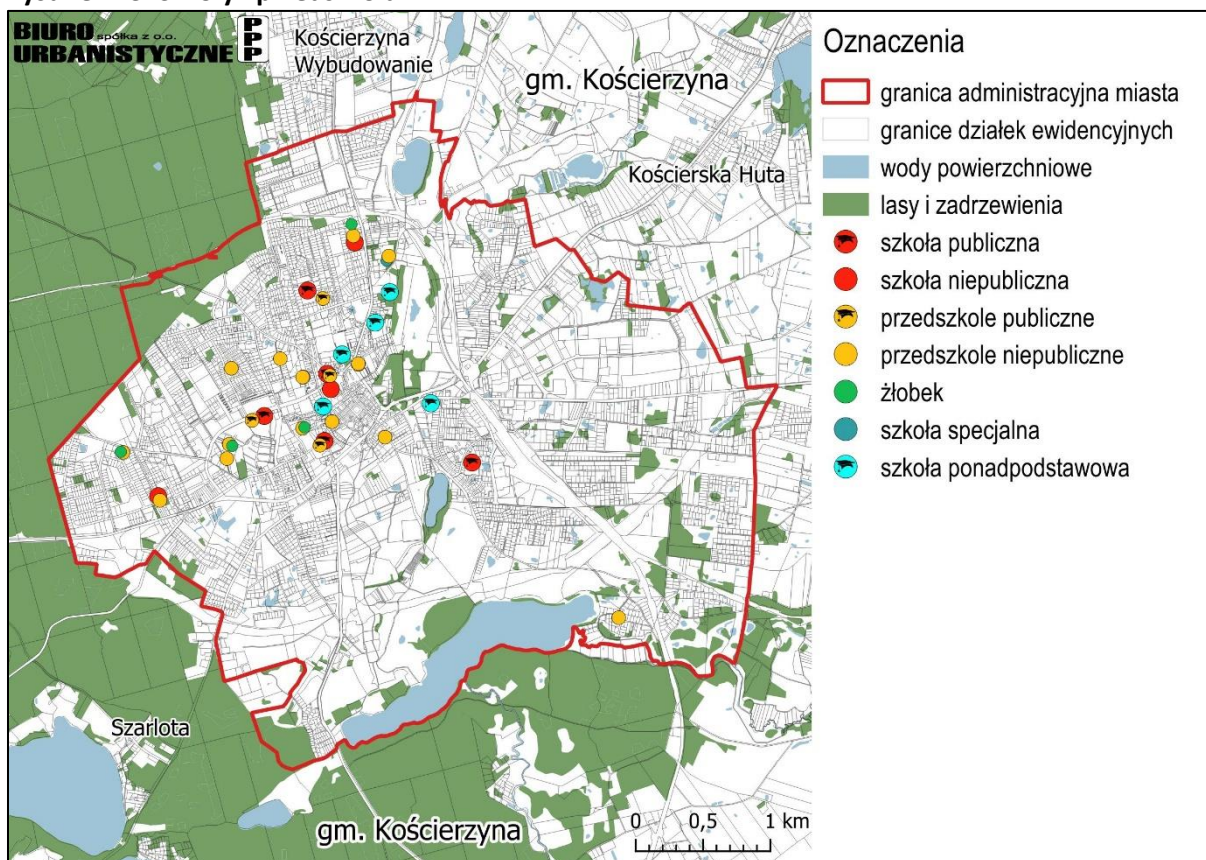 BIURO spółka z o.o.
URBANISTYCZNE
PPP
Kościerzyna
Wybudowanie
gm. Kościerzyna
Kościerska Huta
Szarlota
gm. Kościerzyna
0 0,5 1 km
Oznaczenia
granica administracyjna miasta
granice działek ewidencyjnych
wody powierzchniowe
lasy i zadrzewienia
szkoła publiczna
szkoła niepubliczna
przedszkole publiczne
przedszkole niepubliczne
żłobek
szkoła specjalna
szkoła ponadpodstawowa